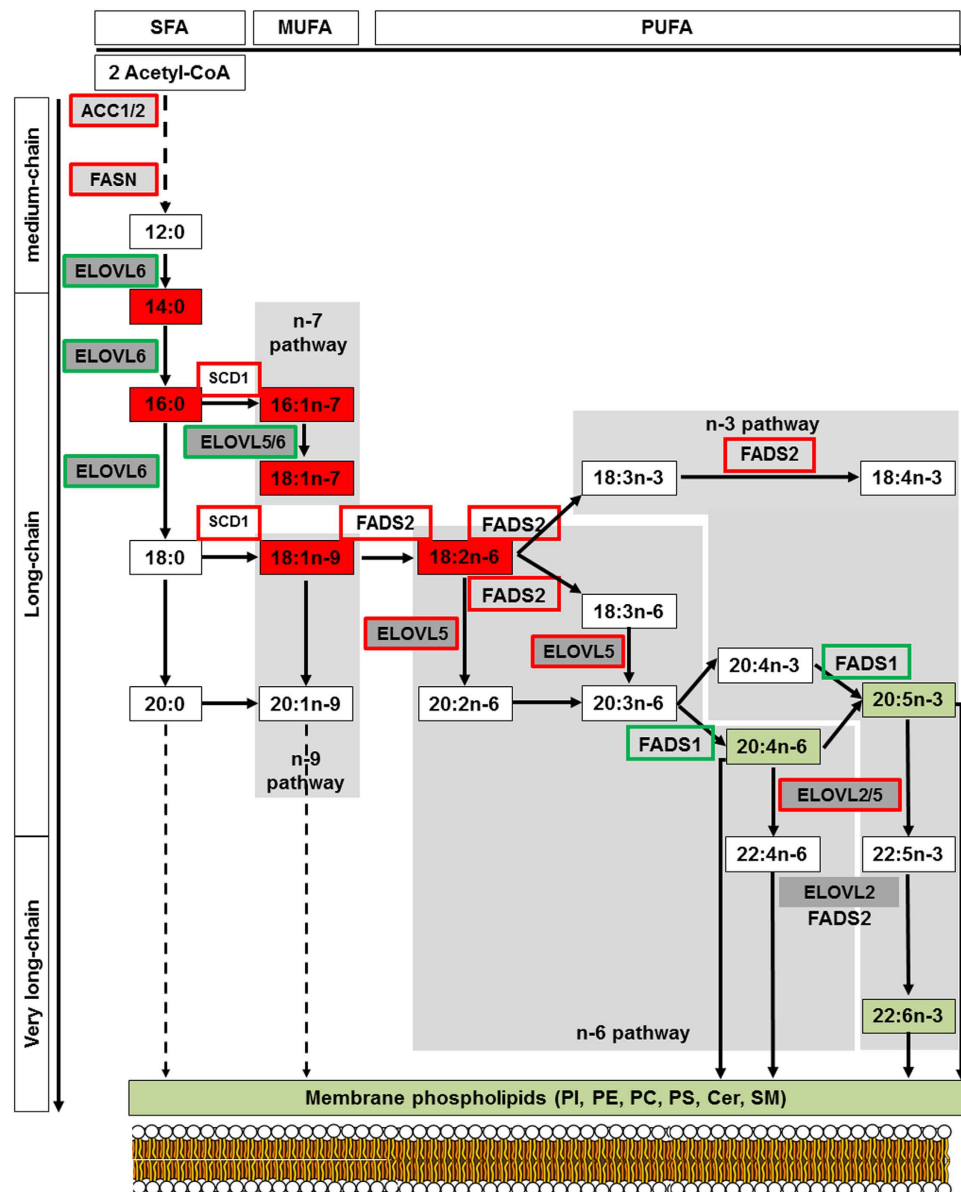 SFA
MUFA
PUFA
2 Acetyl-CoA
medium-chain
ACC1/2
FASN
12:0
ELOVL6
14:0
Long-chain
n-7
pathway
ELOVL6
SCD1
16:0
16:1n-7
n-3 pathway
ELOVL5/6
FADS2
ELOVL6
18:1n-7
18:3n-3
18:4n-3
SCD1
FADS2
FADS2
18:0
18:1n-9
18:2n-6
FADS2
18:3n-6
ELOVL5
ELOVL5
20:4n-3
FADS1
20:0
20:1n-9
20:2n-6
20:3n-6
20:5n-3
FADS1
20:4n-6
n-9
pathway
ELOVL2/5
Very long-chain
22:4n-6
22:5n-3
ELOVL2
FADS2
22:6n-3
n-6 pathway
Membrane phospholipids (PI, PE, PC, PS, Cer, SM)